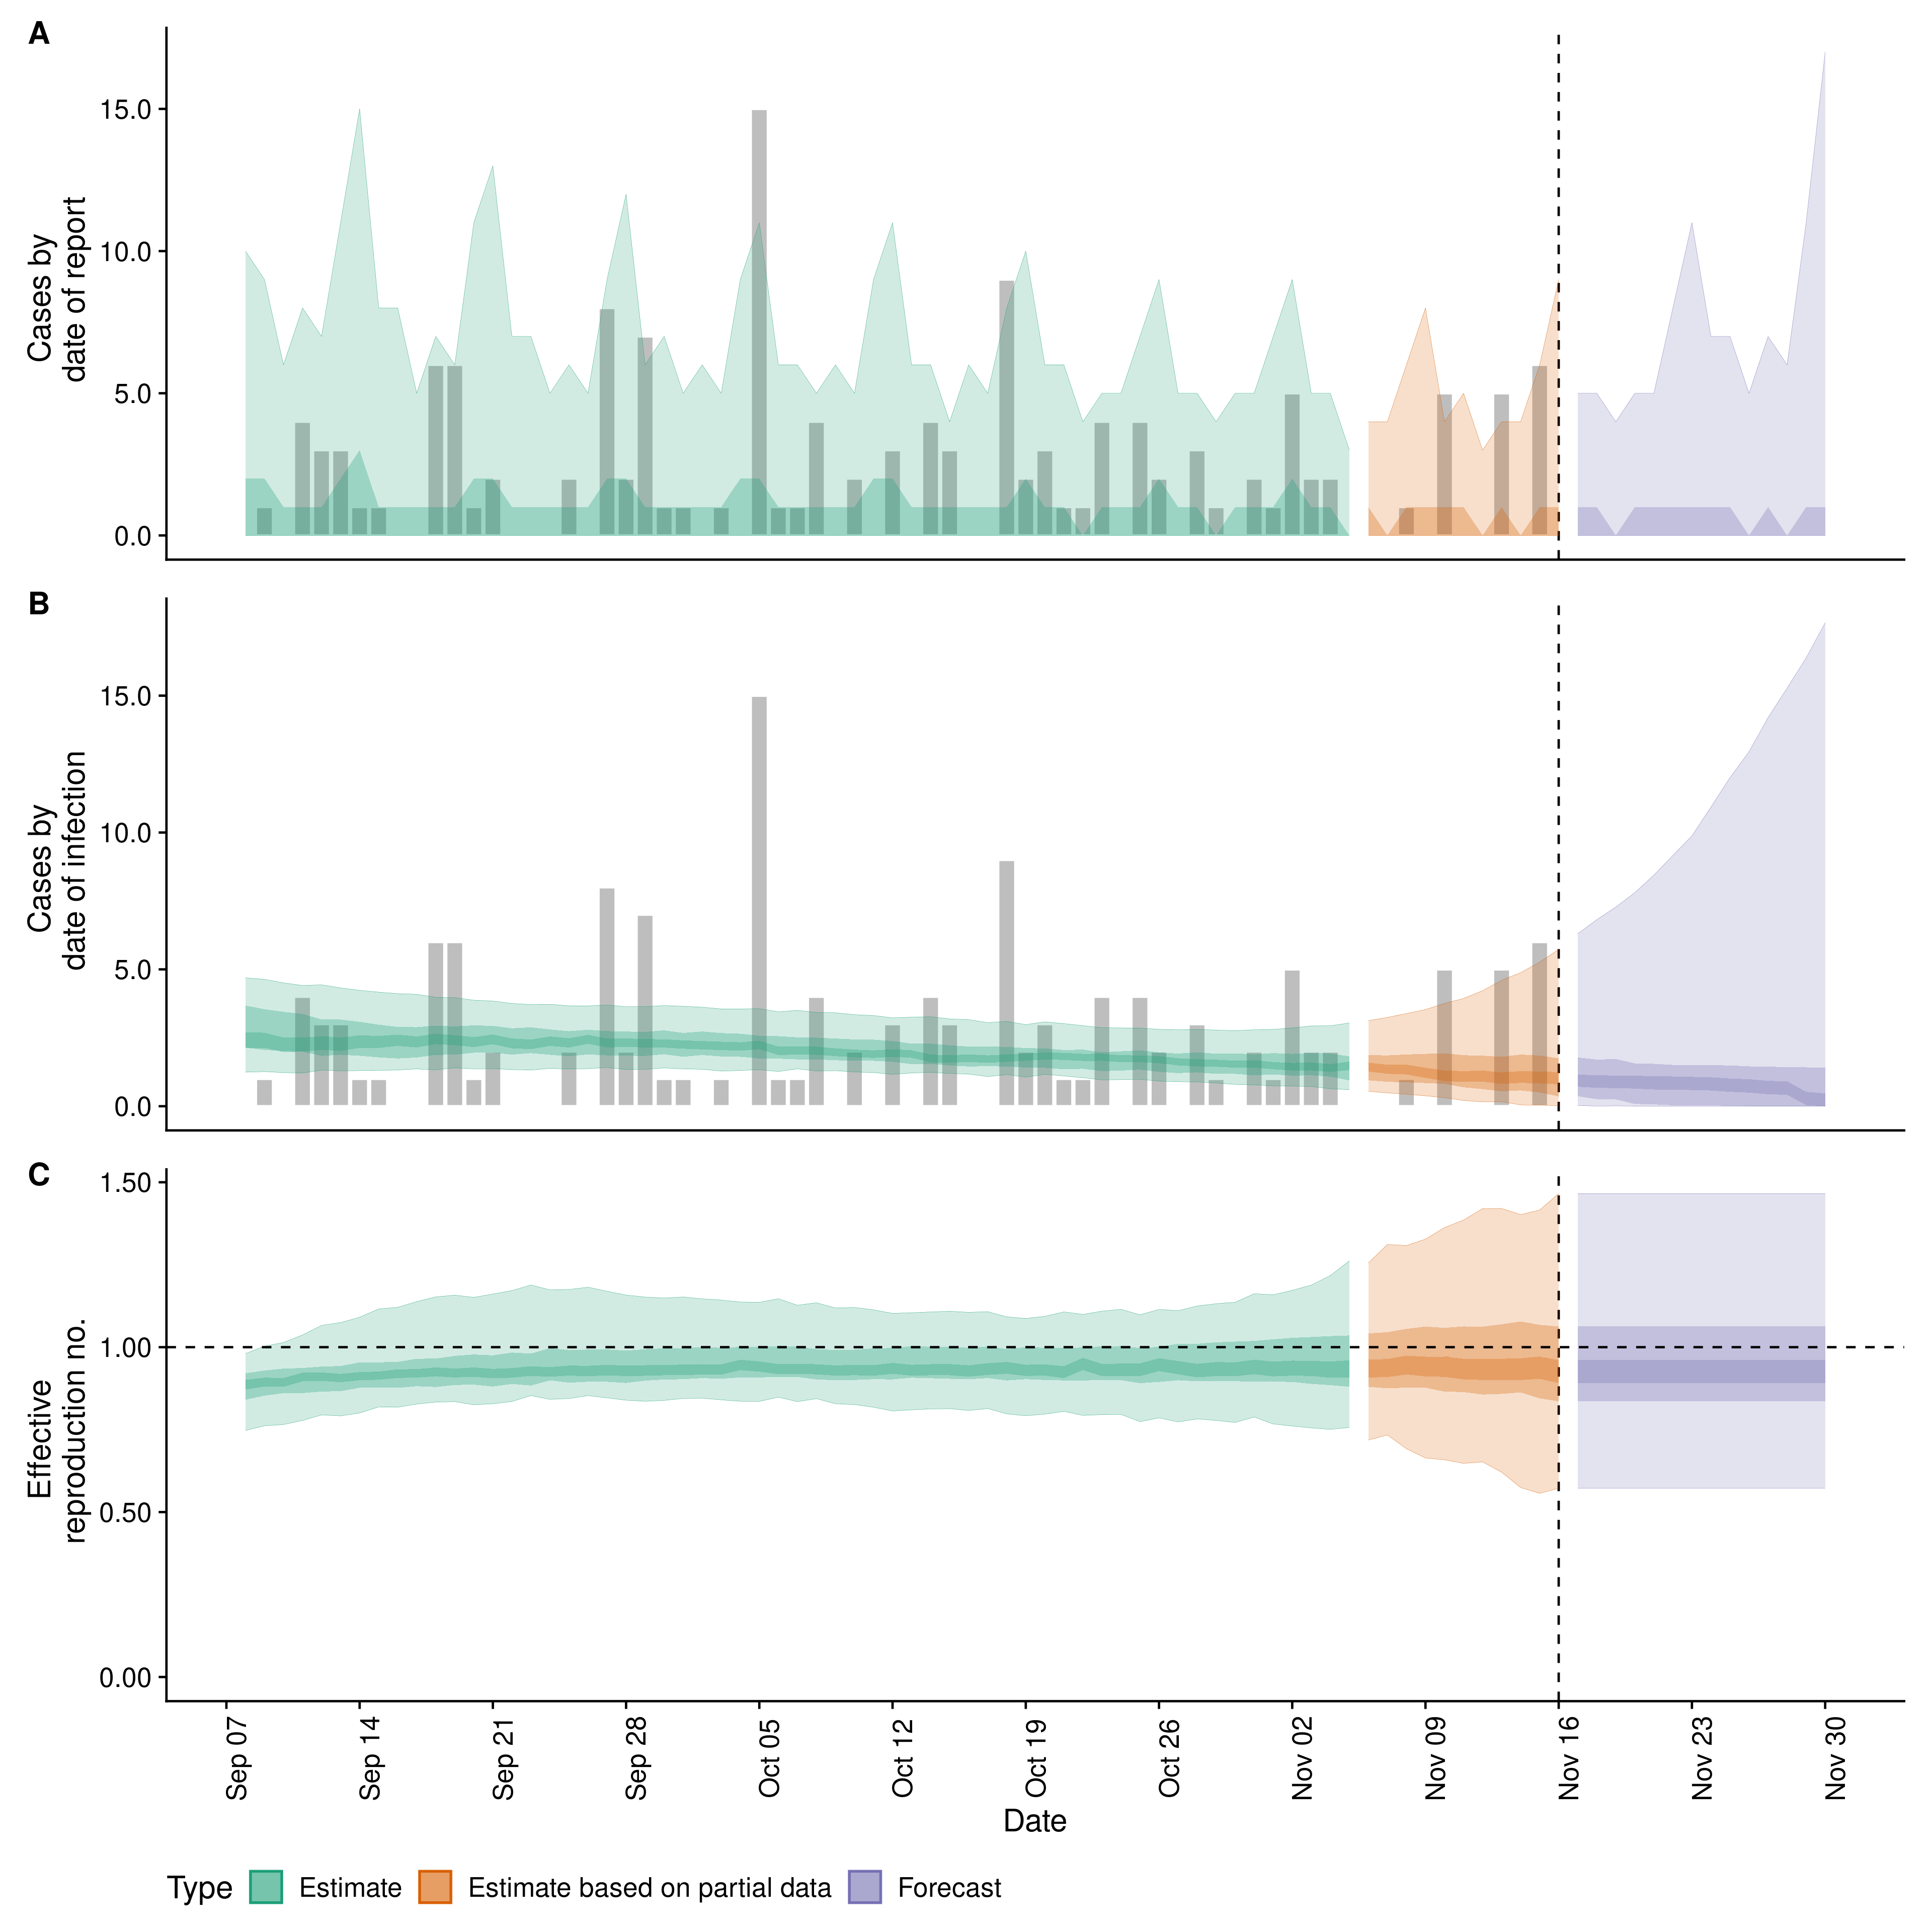 A
Cases by
date of report
15.0
10.0
5.0
0.0
B
Cases by
date of infection
15.0
10.0
5.0
0.0
C
Effective
reproduction no.
1.50
1.00
0.50
0.00
Sep 07
Sep 14
Sep 21
Sep 28
Oct 05
Oct 12
Oct 19
Oct 26
Nov 02
Nov 09
Nov 16
Nov 23
Nov 30
Date
Type Estimate Estimate based on partial data Forecast